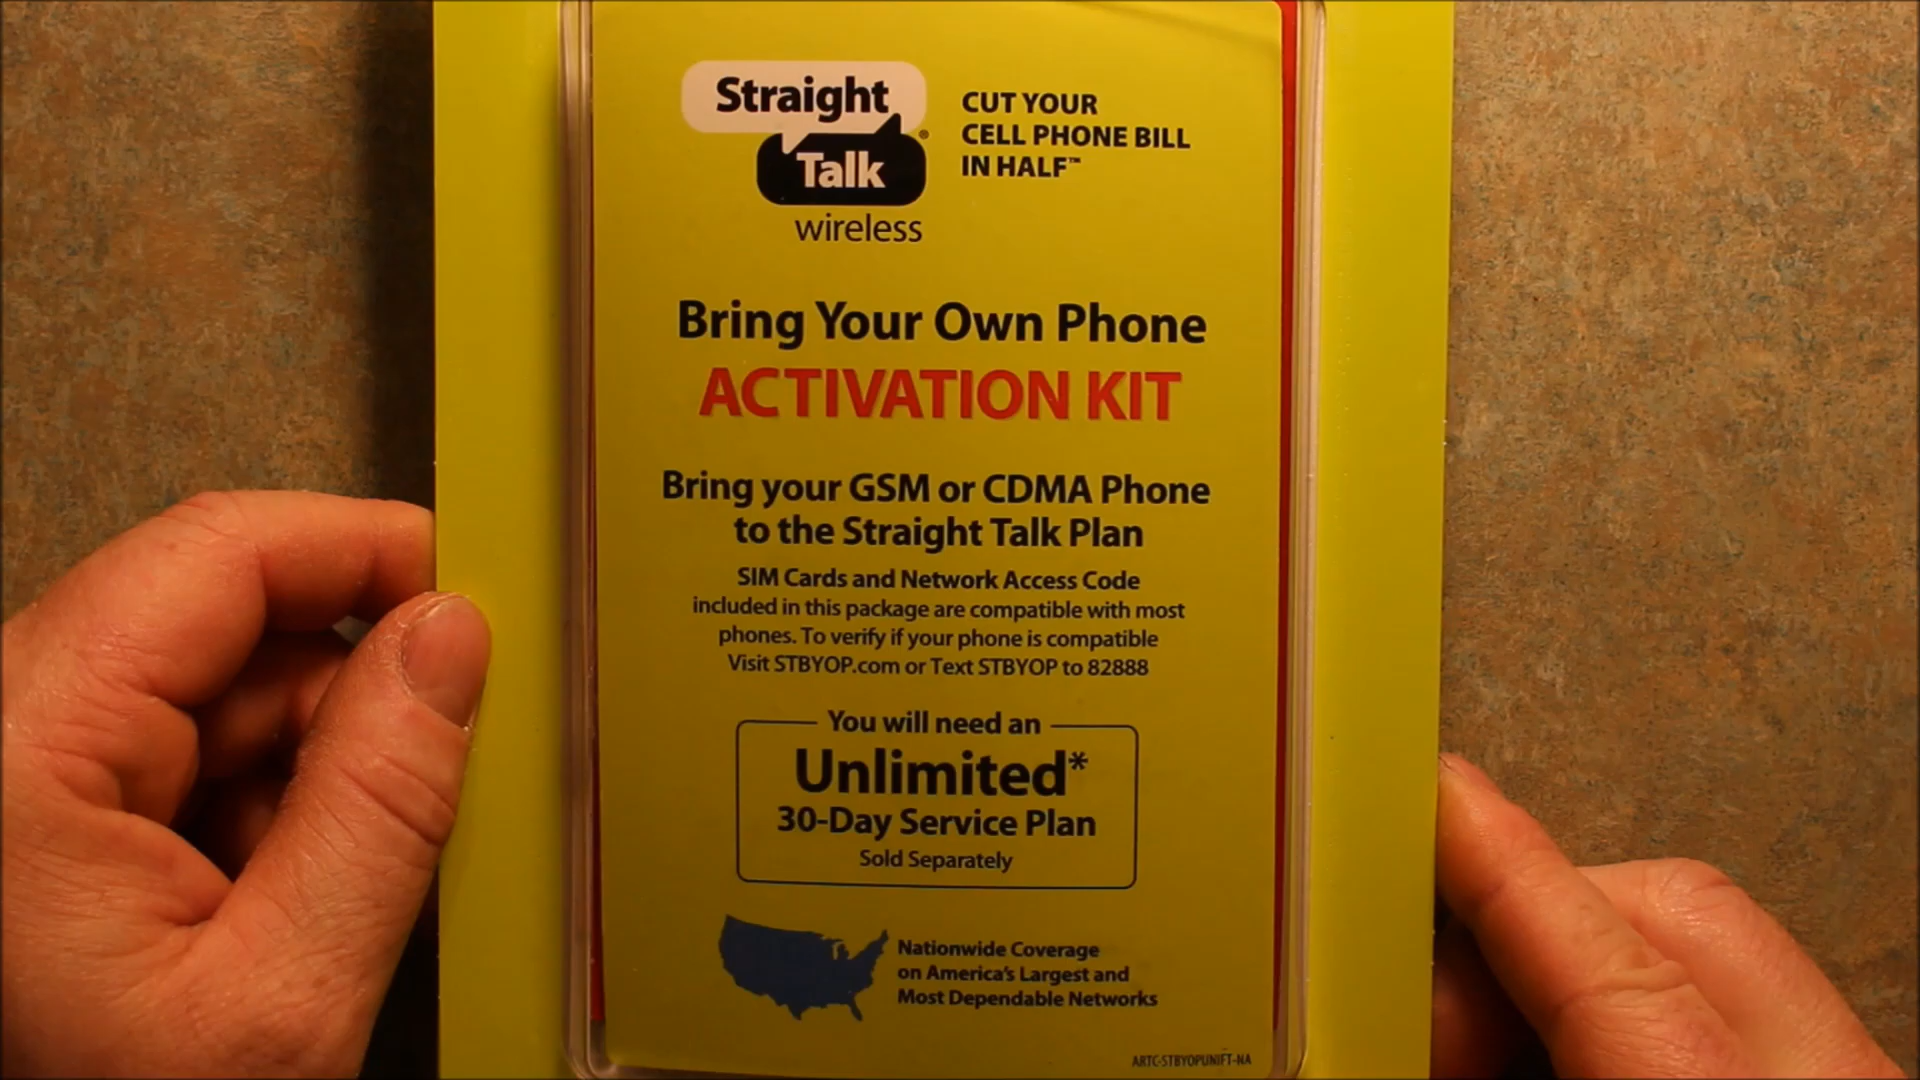 Straight
Talk®
wireless
CUT YOUR
CELL PHONE BILL
IN HALF™
Bring Your Own Phone
ACTIVATION KIT
Bring your GSM or CDMA Phone
to the Straight Talk Plan
SIM Cards and Network Access Code
included in this package are compatible with most
phones. To verify if your phone is compatible
Visit STBYOP.com or Text STBYOP to 82888
You will need an
Unlimited*
30-Day Service Plan
Sold Separately
Nationwide Coverage
on America's Largest and
Most Dependable Networks
ARTC-STBYOPUNIFT-NA